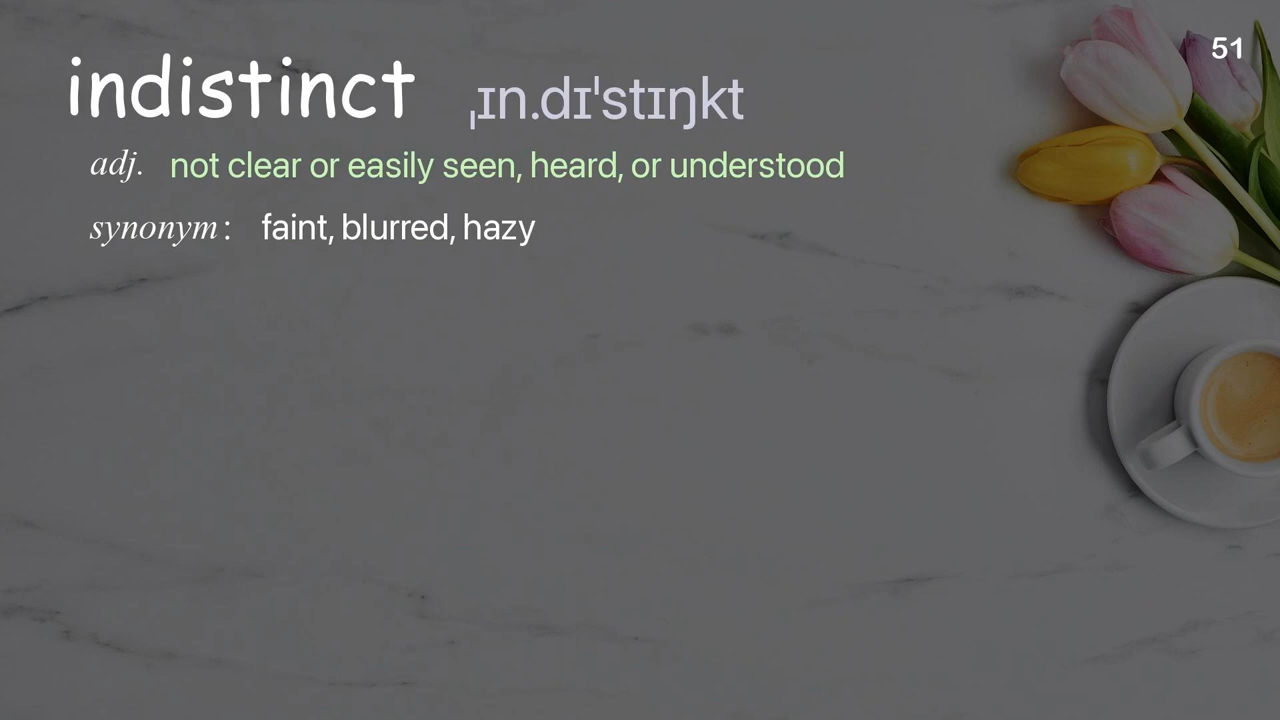 51
indistinct ˌɪn.dɪˈstɪŋkt
adj. not clear or easily seen, heard, or understood
synonym: faint, blurred, hazy